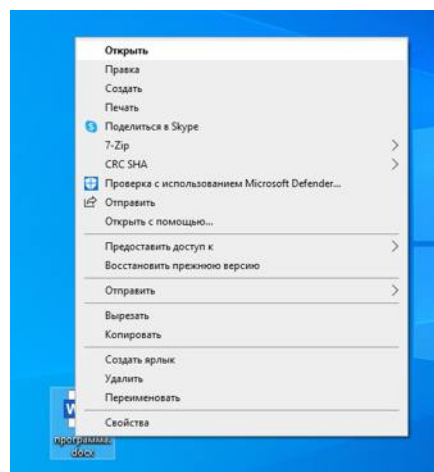 Открыть
Правка
Создать
Печать
Поделиться в Skype
7-Zip
CRC SHA
Проверка с использованием Microsoft Defender...
Отправить
Открыть с помощью...
Предоставить доступ к
Восстановить прежнюю версию
Отправить
Вырезать
Копировать
Создать ярлык
Удалить
Переименовать
Свойства
программа.
docx